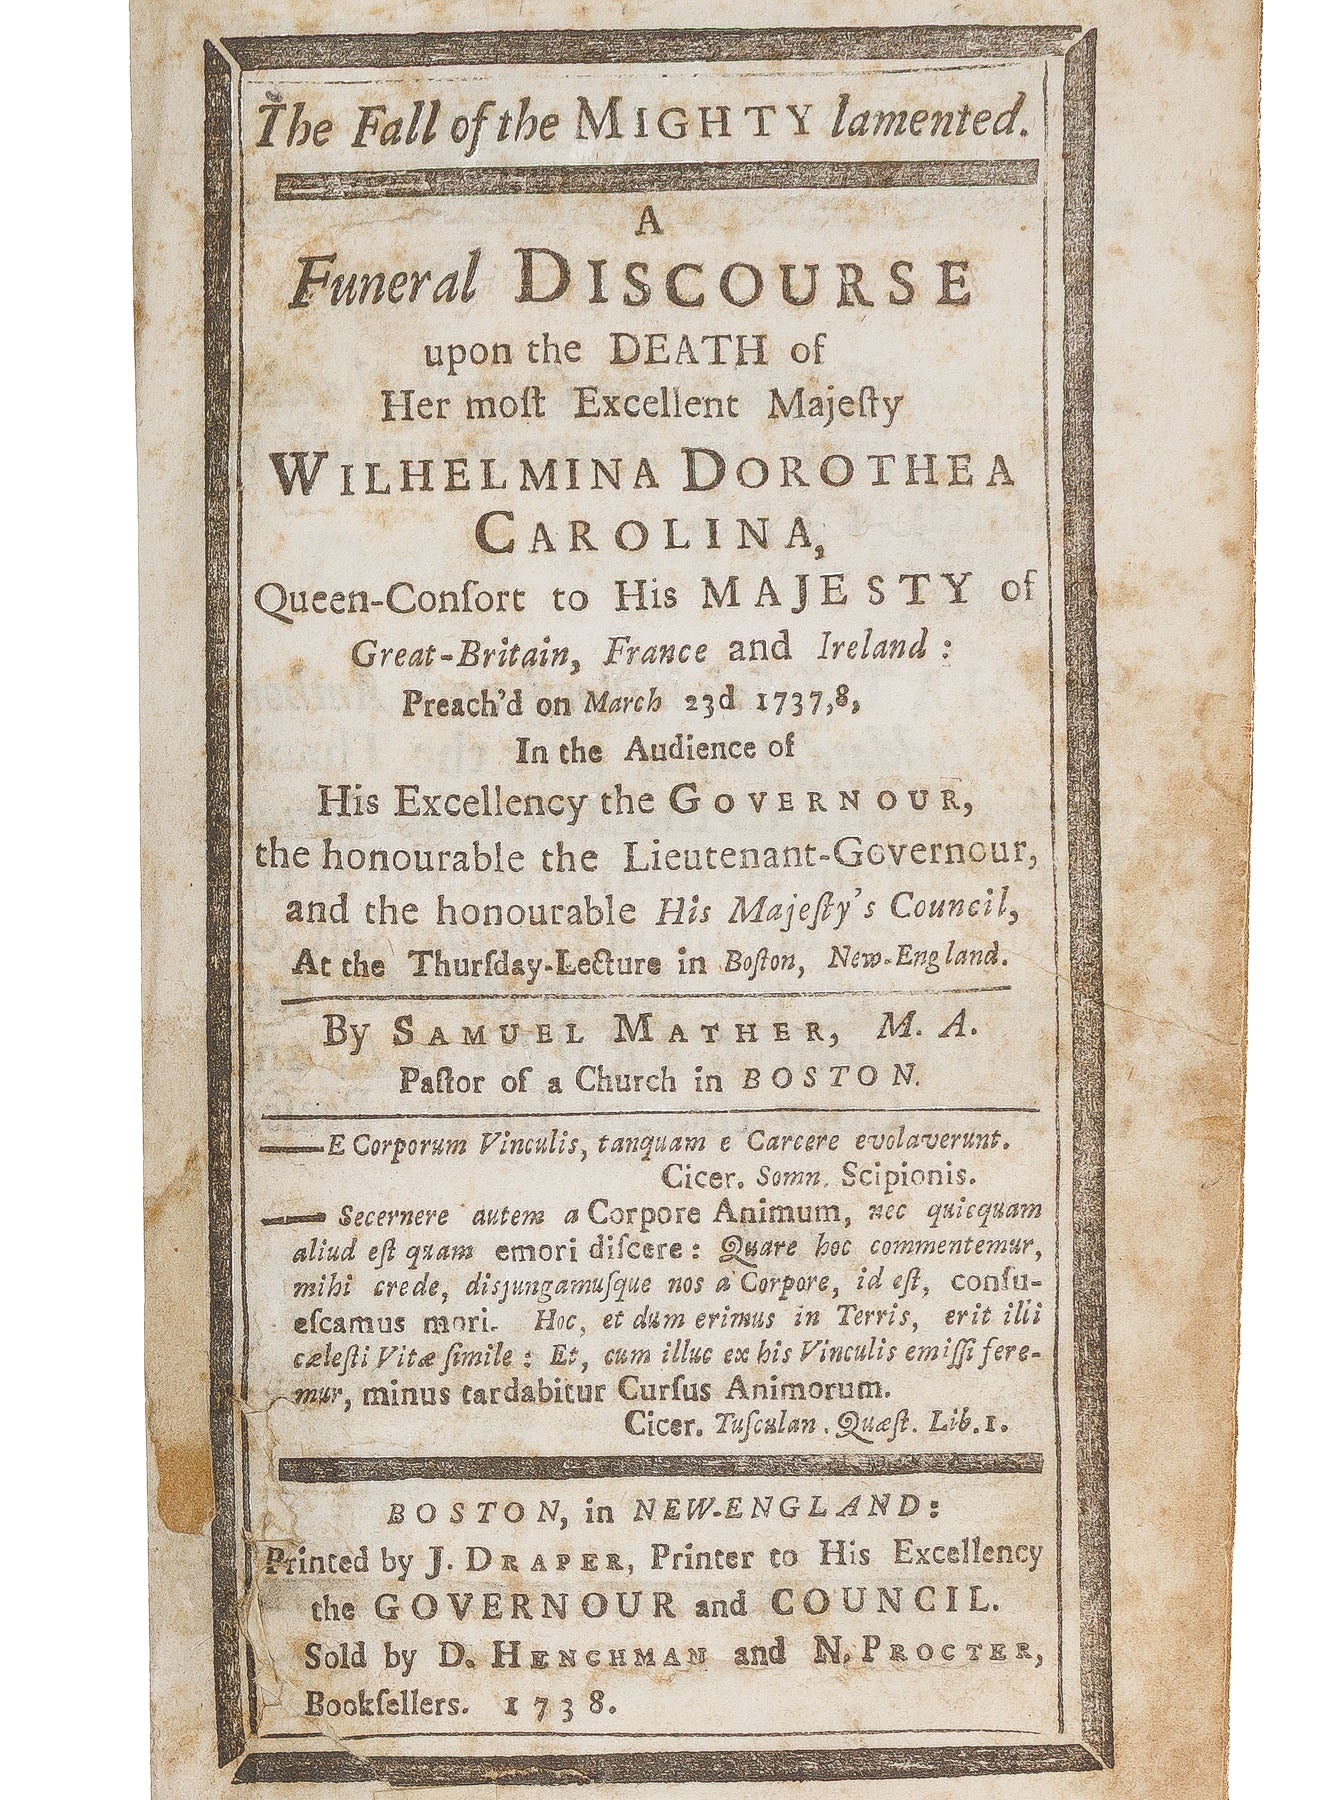 The Fall of the MIGHTY lamented.
A
Funeral DISCOURSE
upon the DEATH of
Her moſt Excellent Majeſty
WILHELMINA DOROTHEA
CAROLINA,
Queen-Conſort to His MAJESTY of
Great-Britain, France and Ireland :
Preach'd on March 23d 1737,8,
In the Audience of
His Excellency the GOVERNOUR,
the honourable the Lieutenant-Governour,
and the honourable His Majeſty's Council,
At the Thurſday-Lecture in Boſton, New-England.
By SAMUEL MATHER, M. A.
Paſtor of a Church in BOSTON.
—E Corporum Vinculis, tanquam e Carcere evolaverunt.
Cicer. Somn. Scipionis.
— Secernere autem a Corpore Animum, nec quicquam
aliud eſt quam emori diſcere : Quare hoc commentemur,
mihi crede, disjungamuſque nos a Corpore, id eſt, conſu-
eſcamus mori. Hoc, et dum erimus in Terris, erit illi
cæleſti Vitæ ſimile : Et, cum illuc ex his Vinculis emiſſi fere-
mur, minus tardabitur Curſus Animorum.
Cicer. Tuſculan. Quæſt. Lib. 1.
BOSTON, in NEW-ENGLAND:
Printed by J. DRAPER, Printer to His Excellency
the GOVERNOUR and COUNCIL.
Sold by D. HENCHMAN and N. PROCTER,
Bookſellers. 1738.